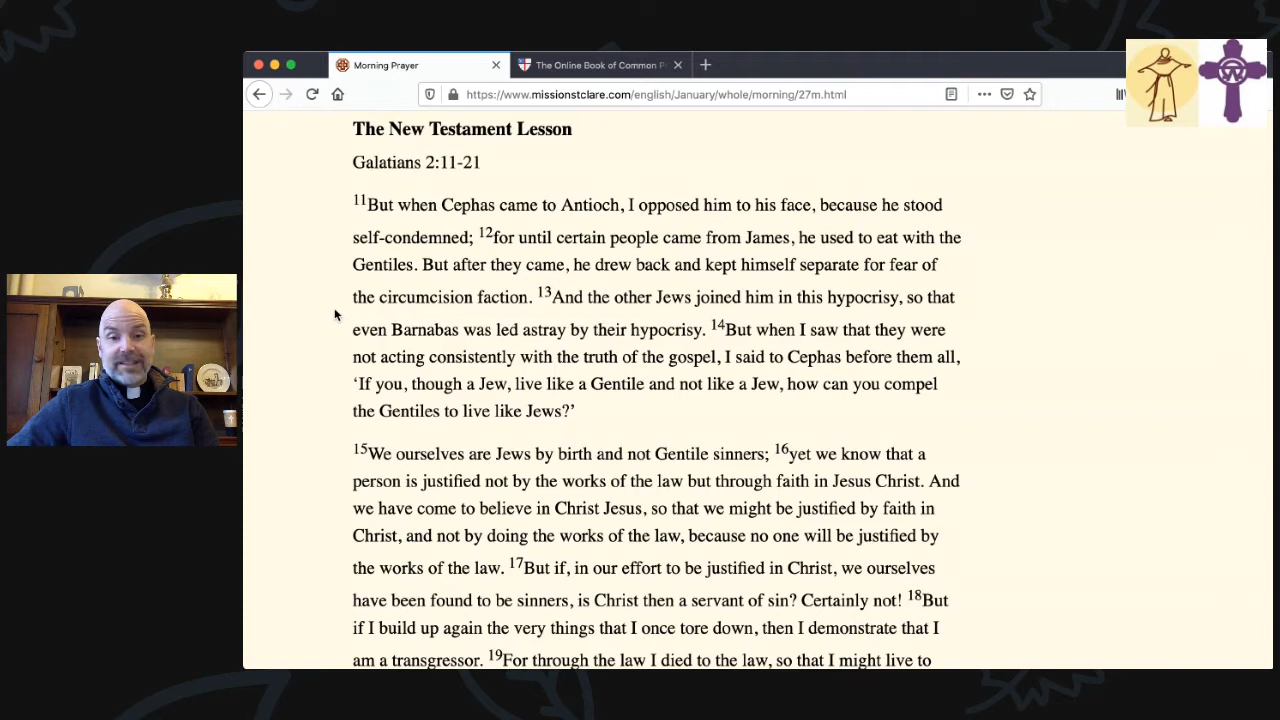 Morning Prayer
The Online Book of Common P
https://www.missionstclare.com/english/January/whole/morning/27m.html
The New Testament Lesson
Galatians 2:11-21
11But when Cephas came to Antioch, I opposed him to his face, because he stood
self-condemned; 12for until certain people came from James, he used to eat with the
Gentiles. But after they came, he drew back and kept himself separate for fear of
the circumcision faction. 13And the other Jews joined him in this hypocrisy, so that
even Barnabas was led astray by their hypocrisy. 14But when I saw that they were
not acting consistently with the truth of the gospel, I said to Cephas before them all,
‘If you, though a Jew, live like a Gentile and not like a Jew, how can you compel
the Gentiles to live like Jews?’
15We ourselves are Jews by birth and not Gentile sinners; 16yet we know that a
person is justified not by the works of the law but through faith in Jesus Christ. And
we have come to believe in Christ Jesus, so that we might be justified by faith in
Christ, and not by doing the works of the law, because no one will be justified by
the works of the law. 17But if, in our effort to be justified in Christ, we ourselves
have been found to be sinners, is Christ then a servant of sin? Certainly not! 18But
if I build up again the very things that I once tore down, then I demonstrate that I
am a transgressor. 19For through the law I died to the law, so that I might live to